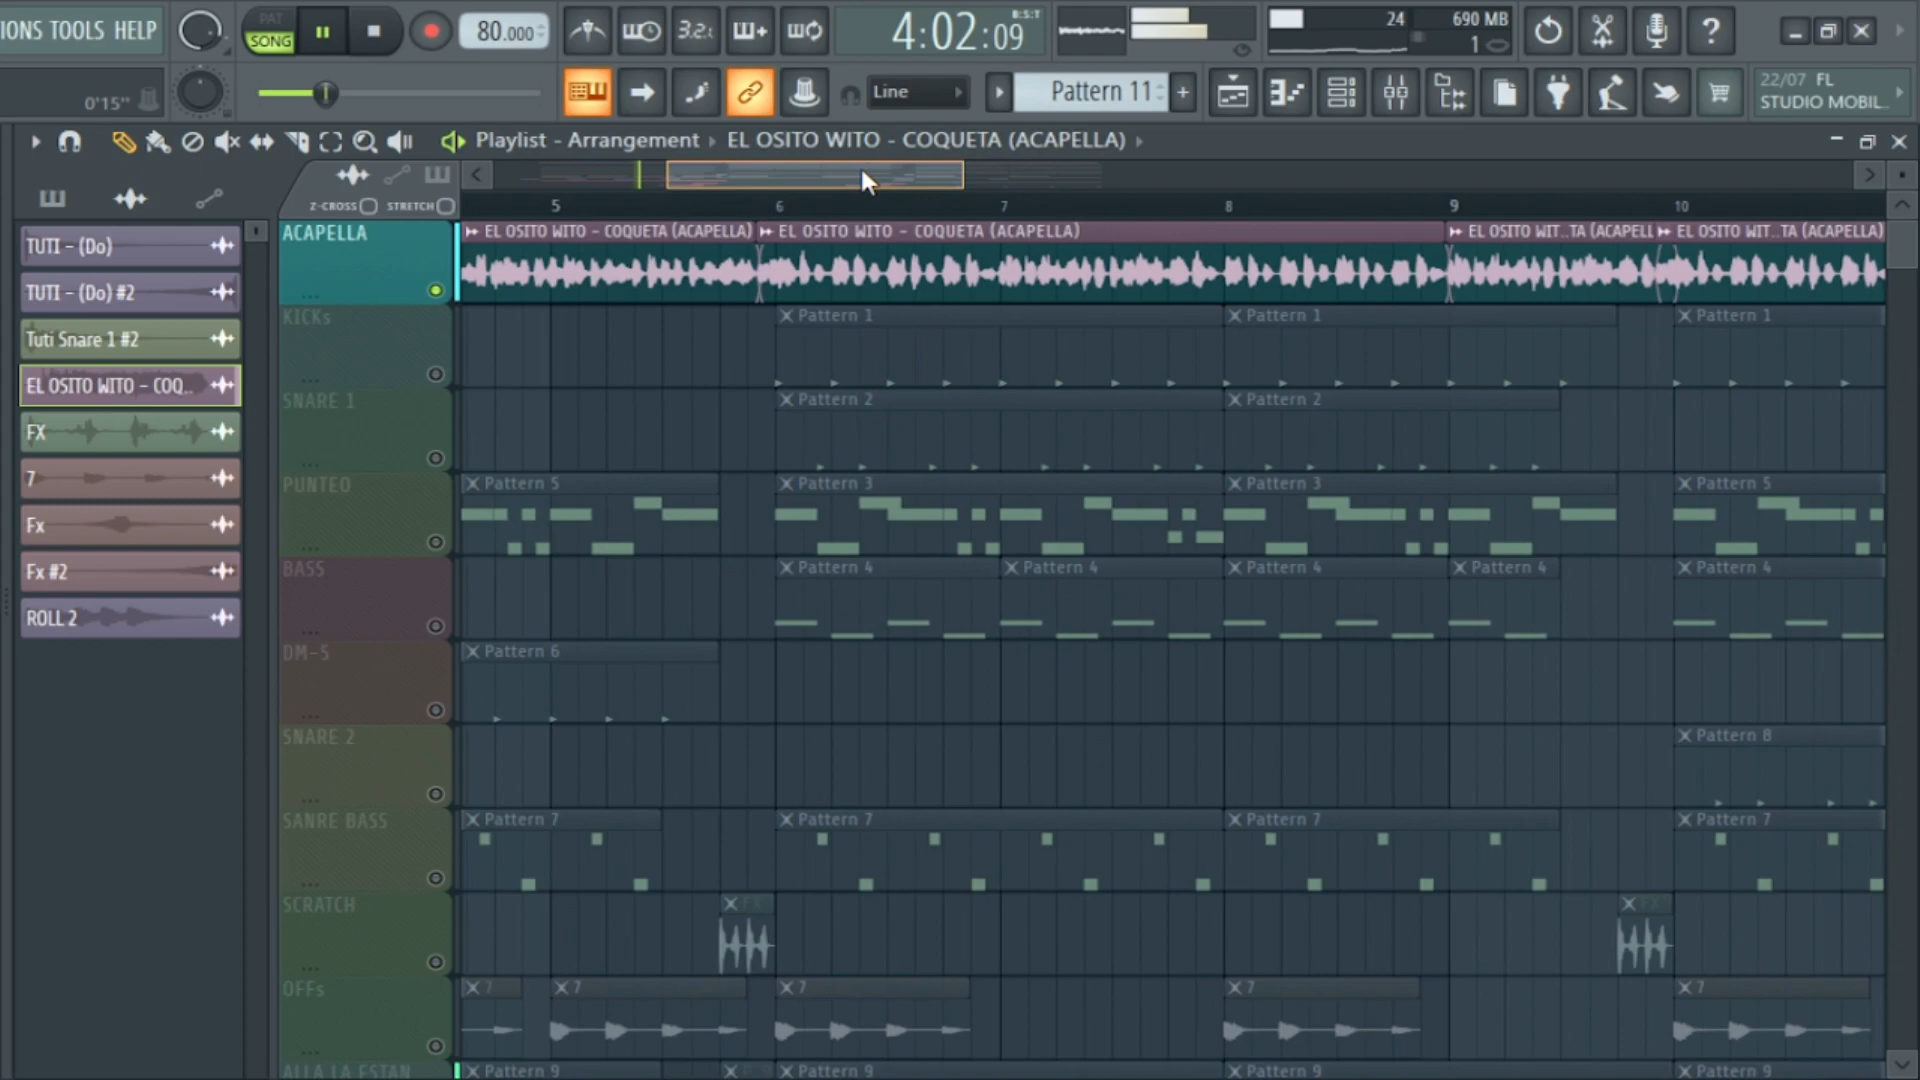 IONS TOOLS HELP
PAT
SONG
80.000
3.2.
4:02:09
B:S:T
24
690 MB
1
0'15"
Line
Pattern 11
22/07 FL
STUDIO MOBIL..
Playlist - Arrangement
EL OSITO WITO - COQUETA (ACAPELLA)
Z-CROSS
STRETCH
5
6
7
8
9
10
TUTI - (Do)
TUTI - (Do) #2
Tuti Snare 1 #2
EL OSITO WITO - COQ..
FX
7
Fx
Fx #2
ROLL 2
ACAPELLA
EL OSITO WITO - COQUETA (ACAPELLA)
EL OSITO WITO - COQUETA (ACAPELLA)
EL OSITO WIT..TA (ACAPELL
EL OSITO WIT..TA (ACAPELLA)
KICKs
Pattern 1
Pattern 1
Pattern 1
SNARE 1
Pattern 2
Pattern 2
PUNTEO
Pattern 5
Pattern 3
Pattern 3
Pattern 5
BASS
Pattern 4
Pattern 4
Pattern 4
Pattern 4
Pattern 4
DM-5
Pattern 6
SNARE 2
Pattern 8
SANRE BASS
Pattern 7
Pattern 7
Pattern 7
Pattern 7
SCRATCH
FX
FX
OFFs
7
7
7
7
7
ALLA LA ESTAN
Pattern 9
Pattern 9
Pattern 9
Pattern 9